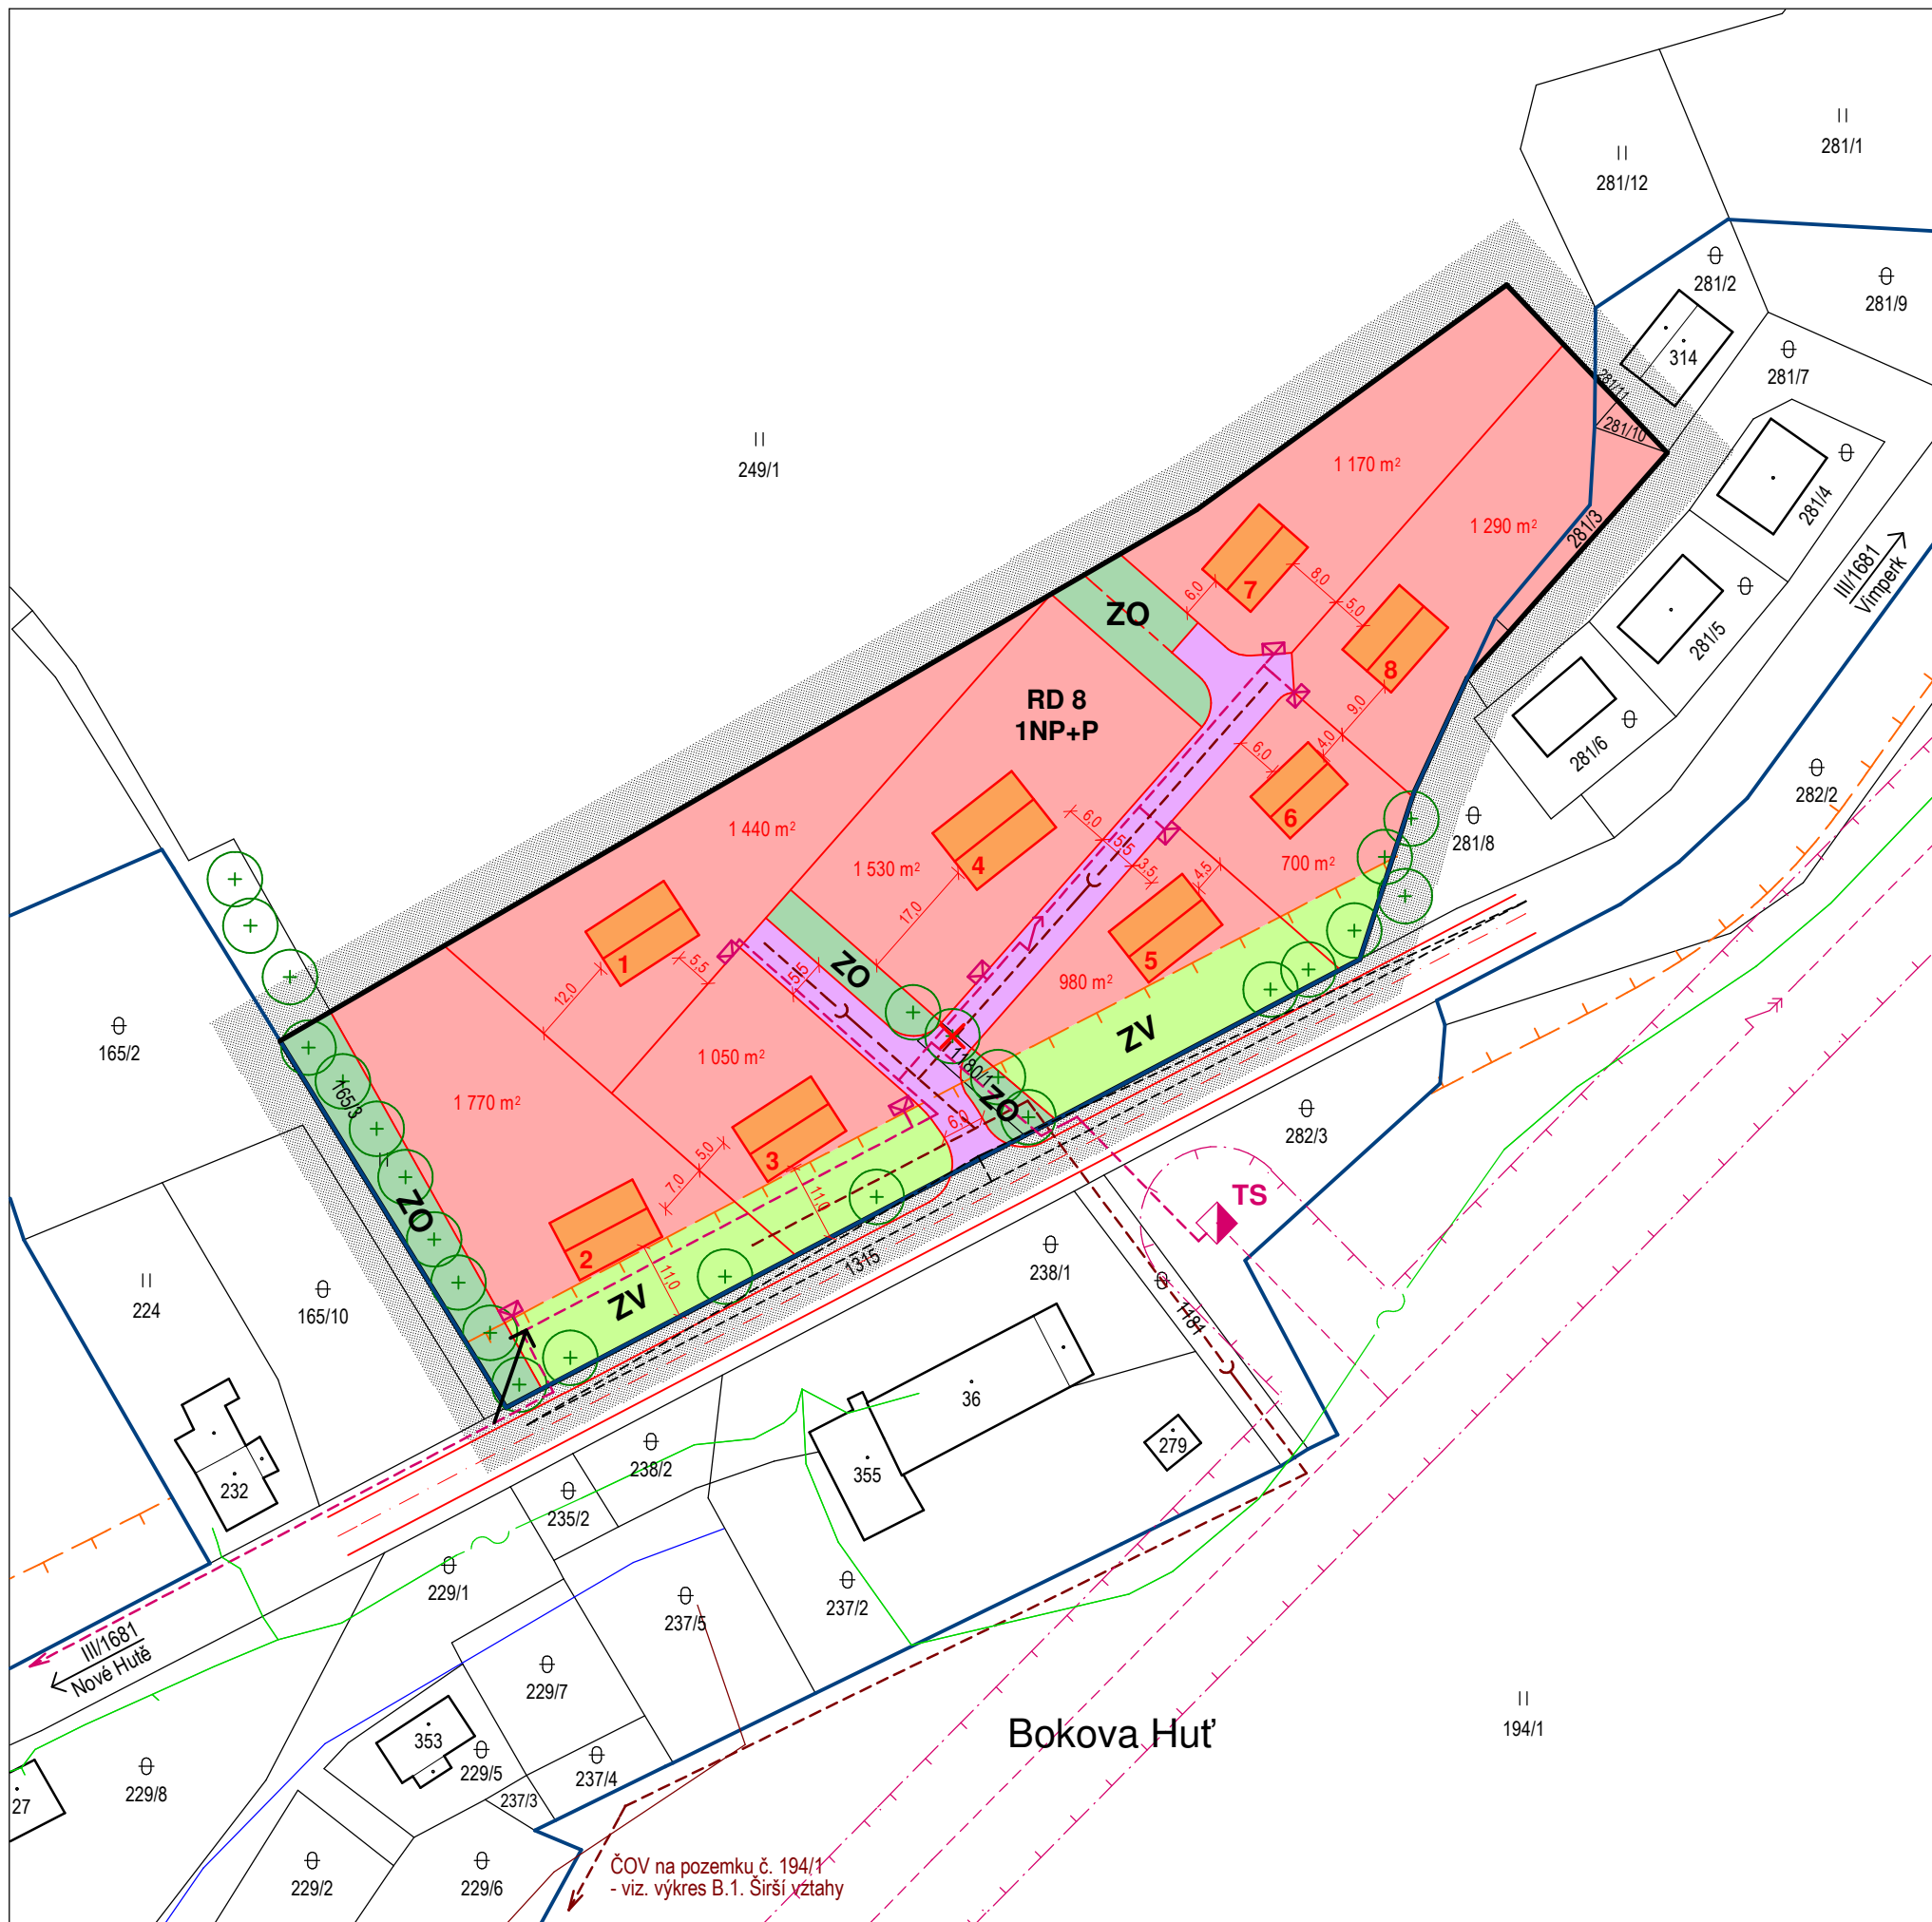 281/1
281/12
281/2
281/9
314
281/7
281/11
281/10
249/1
1 170 m²
1 290 m²
281/3
281/4
III/1681
Vimperk
7
8,0
5,0
6,0
ZO
8
281/5
RD 8
1NP+P
9,0
4,0
6,0
281/6
282/2
6
1 440 m²
1 530 m²
4
6,0
5,5
3,5
4,5
700 m²
281/8
17,0
1
5,5
12,0
5,5
ZO
5
980 m²
ZV
165/2
1 050 m²
1180/1
ZO
6,0
165/3
1 770 m²
282/3
3
5,0
7,0
11,0
TS
ZO
2
11,0
ZV
1315
238/1
224
165/10
1181
36
355
279
232
238/2
235/2
229/1
237/5
237/2
III/1681
Nové Hutě
229/7
194/1
Bokova Huť
353
229/5
237/4
237/3
229/8
27
229/2
229/6
ČOV na pozemku č. 194/1
- viz. výkres B.1. Širší vztahy